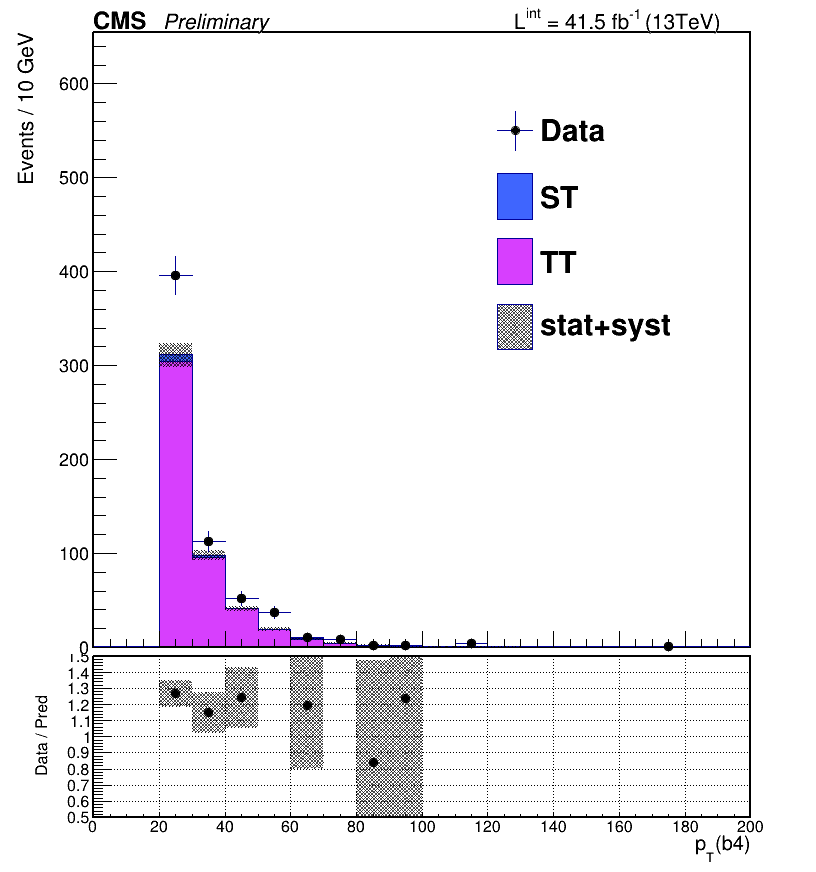 CMS Preliminary L^int = 41.5 fb^-1 (13TeV)
Events / 10 GeV
600
500
400
300
200
100
0
Data
ST
TT
stat+syst
Data / Pred
1.5
1.4
1.3
1.2
1.1
1
0.9
0.8
0.7
0.6
0.5
0 20 40 60 80 100 120 140 160 180 200
p_T(b4)